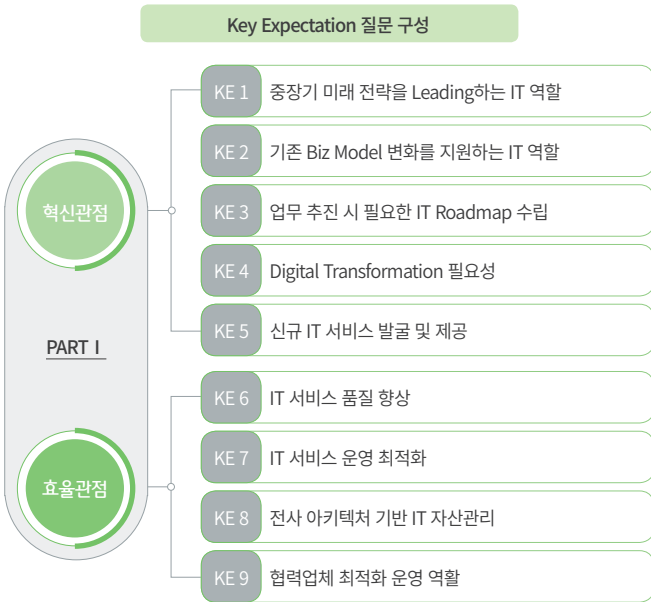 Key Expectation 질문 구성
혁신관점
PART Ⅰ
효율관점
KE 1 중장기 미래 전략을 Leading하는 IT 역할
KE 2 기존 Biz Model 변화를 지원하는 IT 역할
KE 3 업무 추진 시 필요한 IT Roadmap 수립
KE 4 Digital Transformation 필요성
KE 5 신규 IT 서비스 발굴 및 제공
KE 6 IT 서비스 품질 향상
KE 7 IT 서비스 운영 최적화
KE 8 전사 아키텍처 기반 IT 자산관리
KE 9 협력업체 최적화 운영 역활